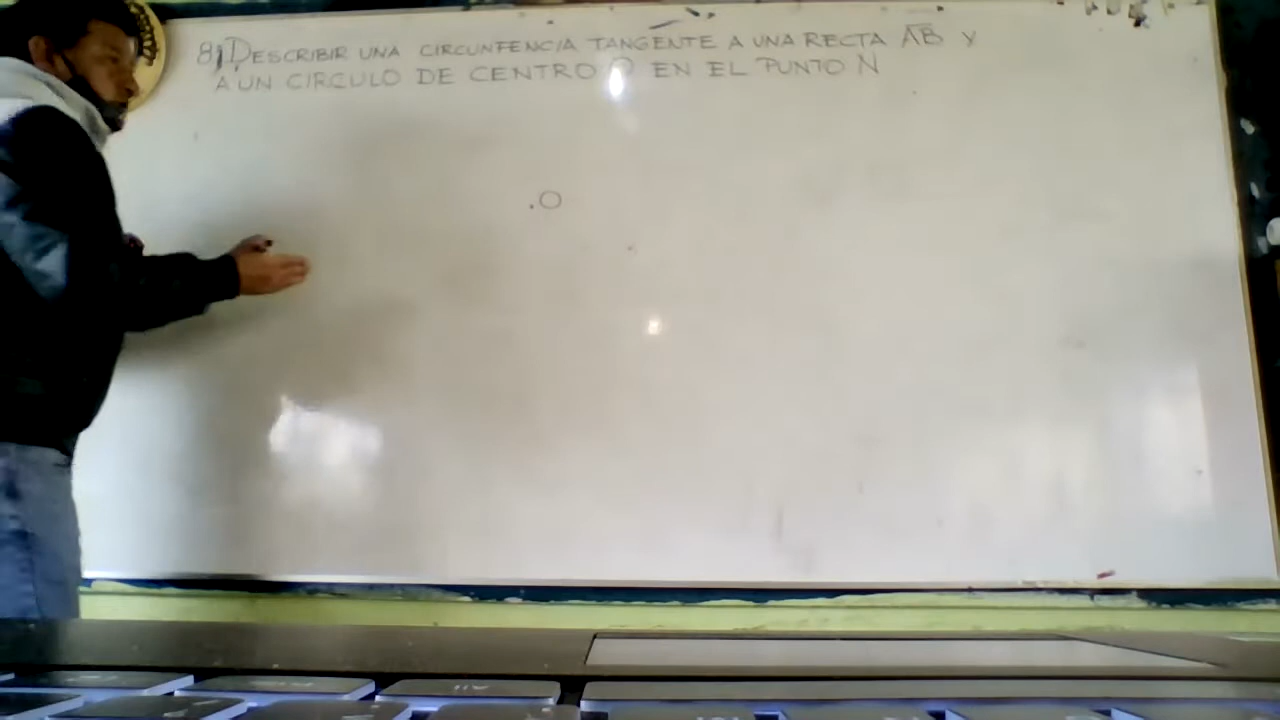 8) DESCRIBIR UNA CIRCUNFENCIA TANGENTE A UNA RECTA AB Y
A UN CIRCULO DE CENTRO O EN EL PUNTO N
.O